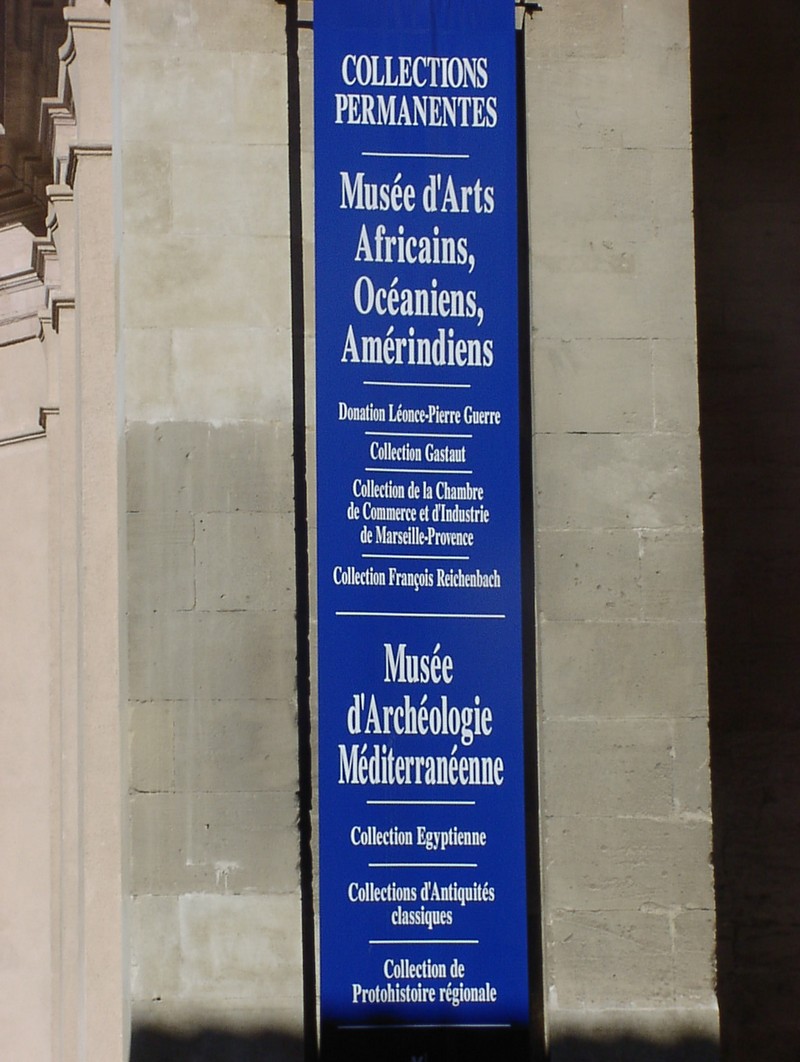 COLLECTIONS
PERMANENTES
Musée d'Arts
Africains,
Océaniens,
Amérindiens
Donation Léonce-Pierre Guerre
Collection Gastaut
Collection de la Chambre
de Commerce et d'Industrie
de Marseille-Provence
Collection François Reichenbach
Musée
d'Archéologie
Méditerranéenne
Collection Egyptienne
Collections d'Antiquités
classiques
Collection de
Protohistoire régionale